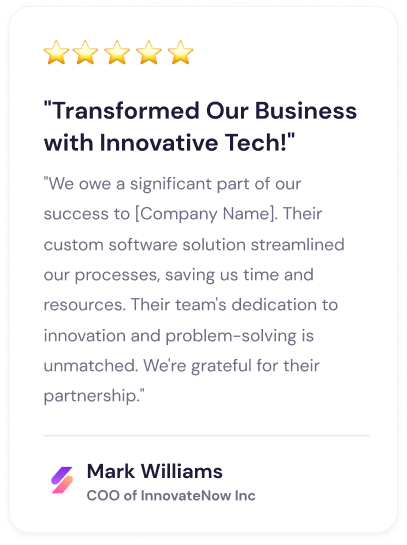 "Transformed Our Business
with Innovative Tech!"
"We owe a significant part of our
success to [Company Name]. Their
custom software solution streamlined
our processes, saving us time and
resources. Their team's dedication to
innovation and problem-solving is
unmatched. We're grateful for their
partnership."
Mark Williams
COO of InnovateNow Inc